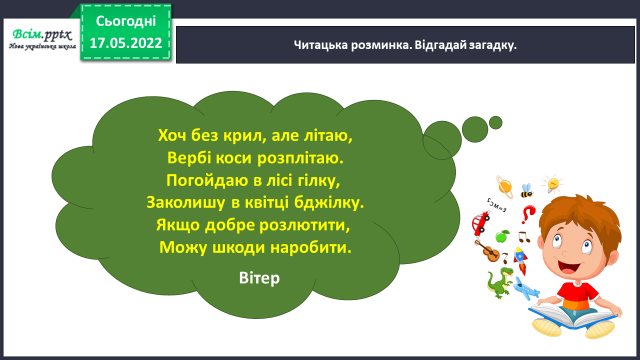 Всім.pptx
Нова українська школа
Сьогодні
17.05.2022
Читацька розминка. Відгадай загадку.
Хоч без крил, але літаю,
Вербі коси розплітаю.
Погойдаю в лісі гілку,
Заколишу в квітці бджілку.
Якщо добре розлютити,
Можу шкоди наробити.
Вітер